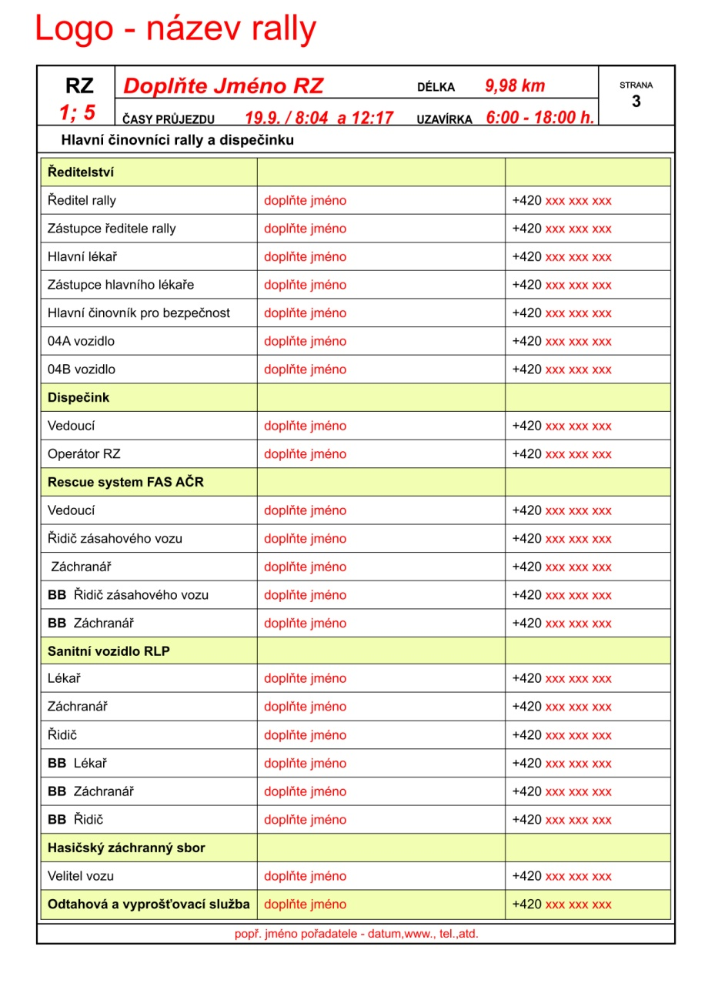 Logo - název rally
RZ Doplňte Jméno RZ DÉLKA 9,98 km STRANA
1; 5 ČASY PRŮJEZDU 19.9. / 8:04 a 12:17 UZAVÍRKA 6:00 - 18:00 h. 3
Hlavní činovníci rally a dispečinku
Ředitelství
Ředitel rally doplňte jméno +420 xxx xxx xxx
Zástupce ředitele rally doplňte jméno +420 xxx xxx xxx
Hlavní lékař doplňte jméno +420 xxx xxx xxx
Zástupce hlavního lékaře doplňte jméno +420 xxx xxx xxx
Hlavní činovník pro bezpečnost doplňte jméno +420 xxx xxx xxx
04A vozidlo doplňte jméno +420 xxx xxx xxx
04B vozidlo doplňte jméno +420 xxx xxx xxx
Dispečink
Vedoucí doplňte jméno +420 xxx xxx xxx
Operátor RZ doplňte jméno +420 xxx xxx xxx
Rescue system FAS AČR
Vedoucí doplňte jméno +420 xxx xxx xxx
Řidič zásahového vozu doplňte jméno +420 xxx xxx xxx
Záchranář doplňte jméno +420 xxx xxx xxx
BB Řidič zásahového vozu doplňte jméno +420 xxx xxx xxx
BB Záchranář doplňte jméno +420 xxx xxx xxx
Sanitní vozidlo RLP
Lékař doplňte jméno +420 xxx xxx xxx
Záchranář doplňte jméno +420 xxx xxx xxx
Řidič doplňte jméno +420 xxx xxx xxx
BB Lékař doplňte jméno +420 xxx xxx xxx
BB Záchranář doplňte jméno +420 xxx xxx xxx
BB Řidič doplňte jméno +420 xxx xxx xxx
Hasičský záchranný sbor
Velitel vozu doplňte jméno +420 xxx xxx xxx
Odtahová a vyprošťovací služba doplňte jméno +420 xxx xxx xxx
popř. jméno pořadatele - datum,www., tel.,atd.